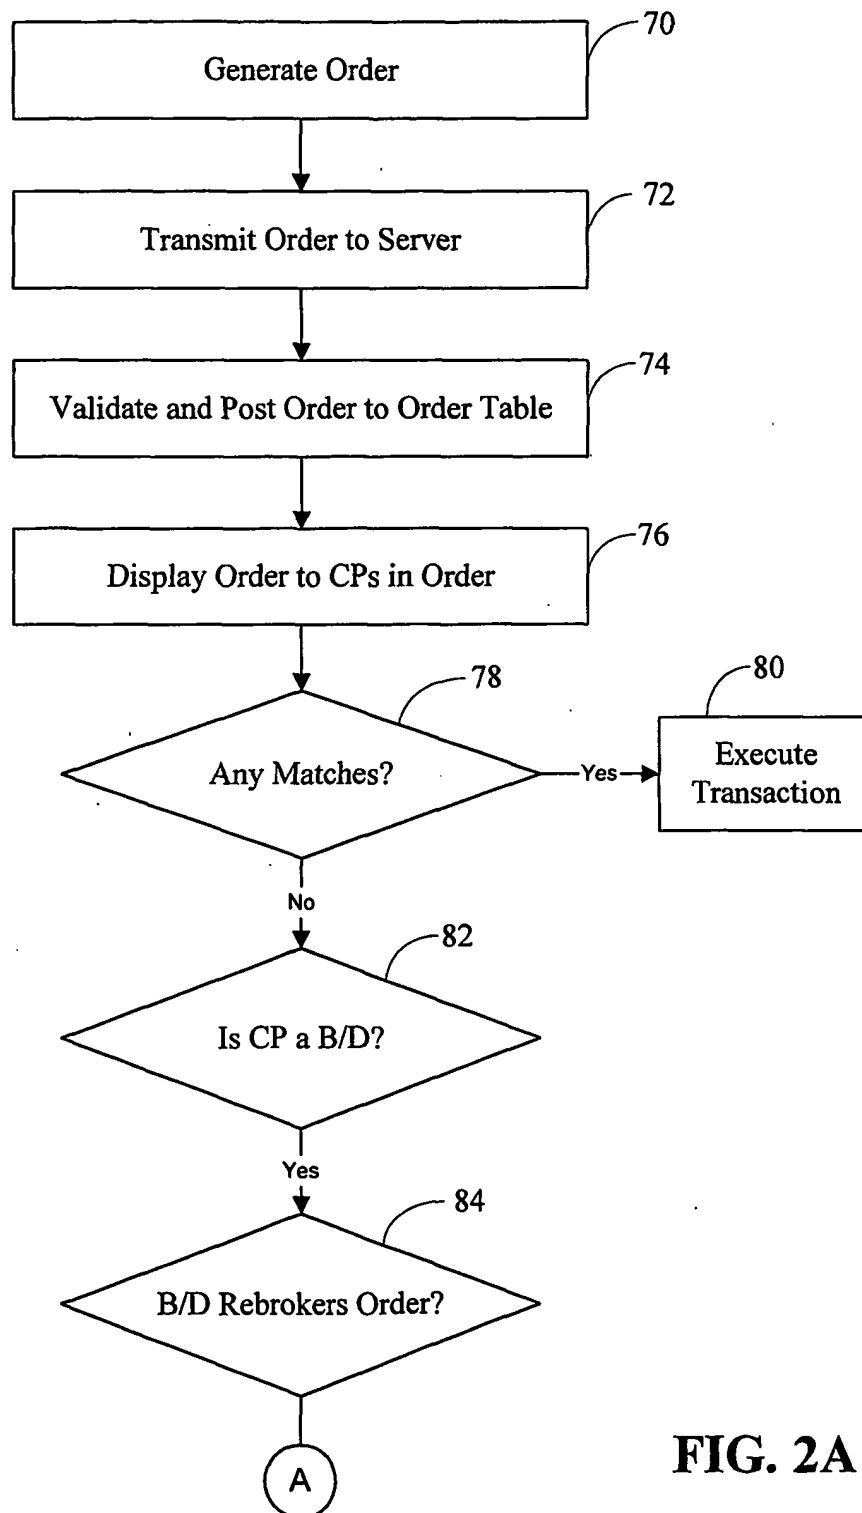 70
Generate Order
72
Transmit Order to Server
74
Validate and Post Order to Order Table
76
Display Order to CPs in Order
78
Any Matches?
Yes
80
Execute
Transaction
No
82
Is CP a B/D?
Yes
84
B/D Rebrokers Order?
A
FIG. 2A